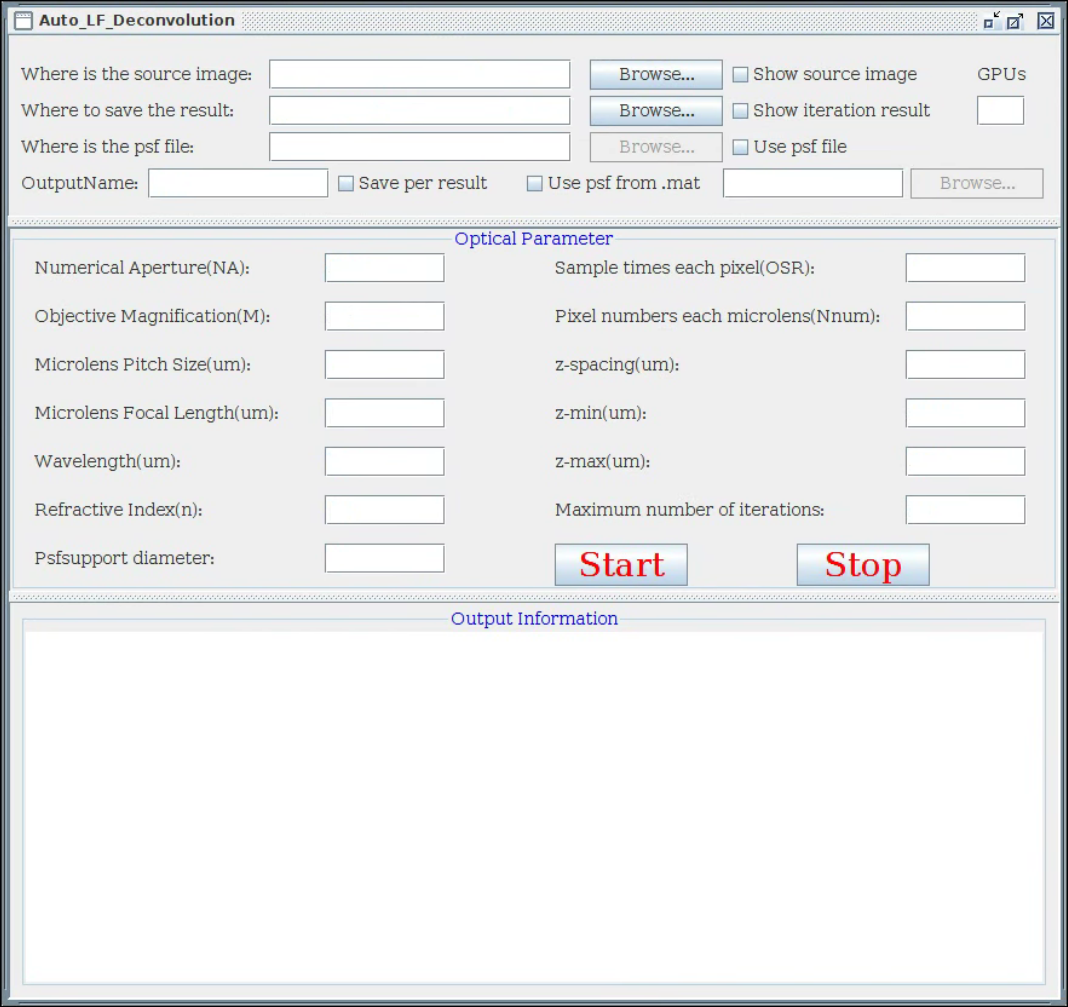 Auto_LF_Deconvolution
Where is the source image: Browse... Show source image GPUs
Where to save the result: Browse... Show iteration result
Where is the psf file: Browse... Use psf file
OutputName: Save per result Use psf from .mat Browse...
Optical Parameter
Numerical Aperture(NA): Sample times each pixel(OSR):
Objective Magnification(M): Pixel numbers each microlens(Nnum):
Microlens Pitch Size(um): z-spacing(um):
Microlens Focal Length(um): z-min(um):
Wavelength(um): z-max(um):
Refractive Index(n): Maximum number of iterations:
Psfsupport diameter: Start Stop
Output Information